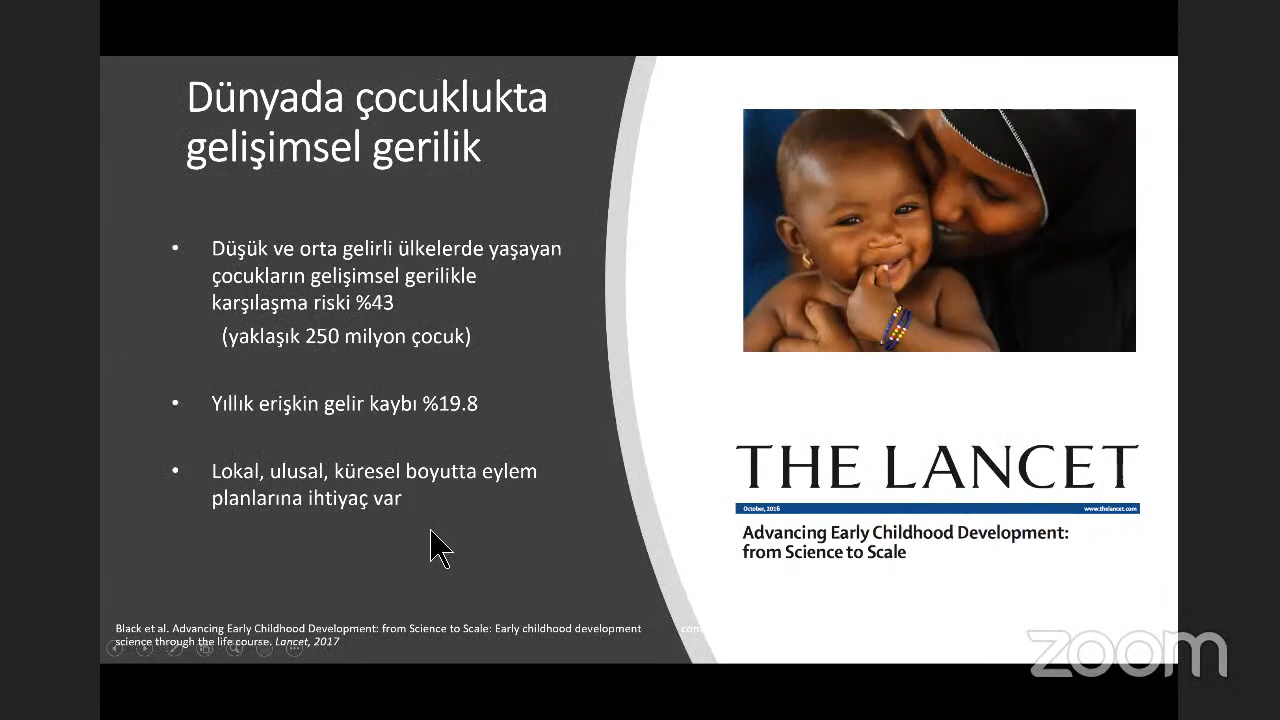 Dünyada çocuklukta
gelişimsel gerilik
• Düşük ve orta gelirli ülkelerde yaşayan
çocukların gelişimsel gerilikle
karşılaşma riski %43
(yaklaşık 250 milyon çocuk)
• Yıllık erişkin gelir kaybı %19.8
• Lokal, ulusal, küresel boyutta eylem
planlarına ihtiyaç var
Black et al. Advancing Early Childhood Development: from Science to Scale: Early childhood development
science through the life course. Lancet, 2017
THE LANCET
October, 2016 www.thelancet.com
Advancing Early Childhood Development:
from Science to Scale
zoom